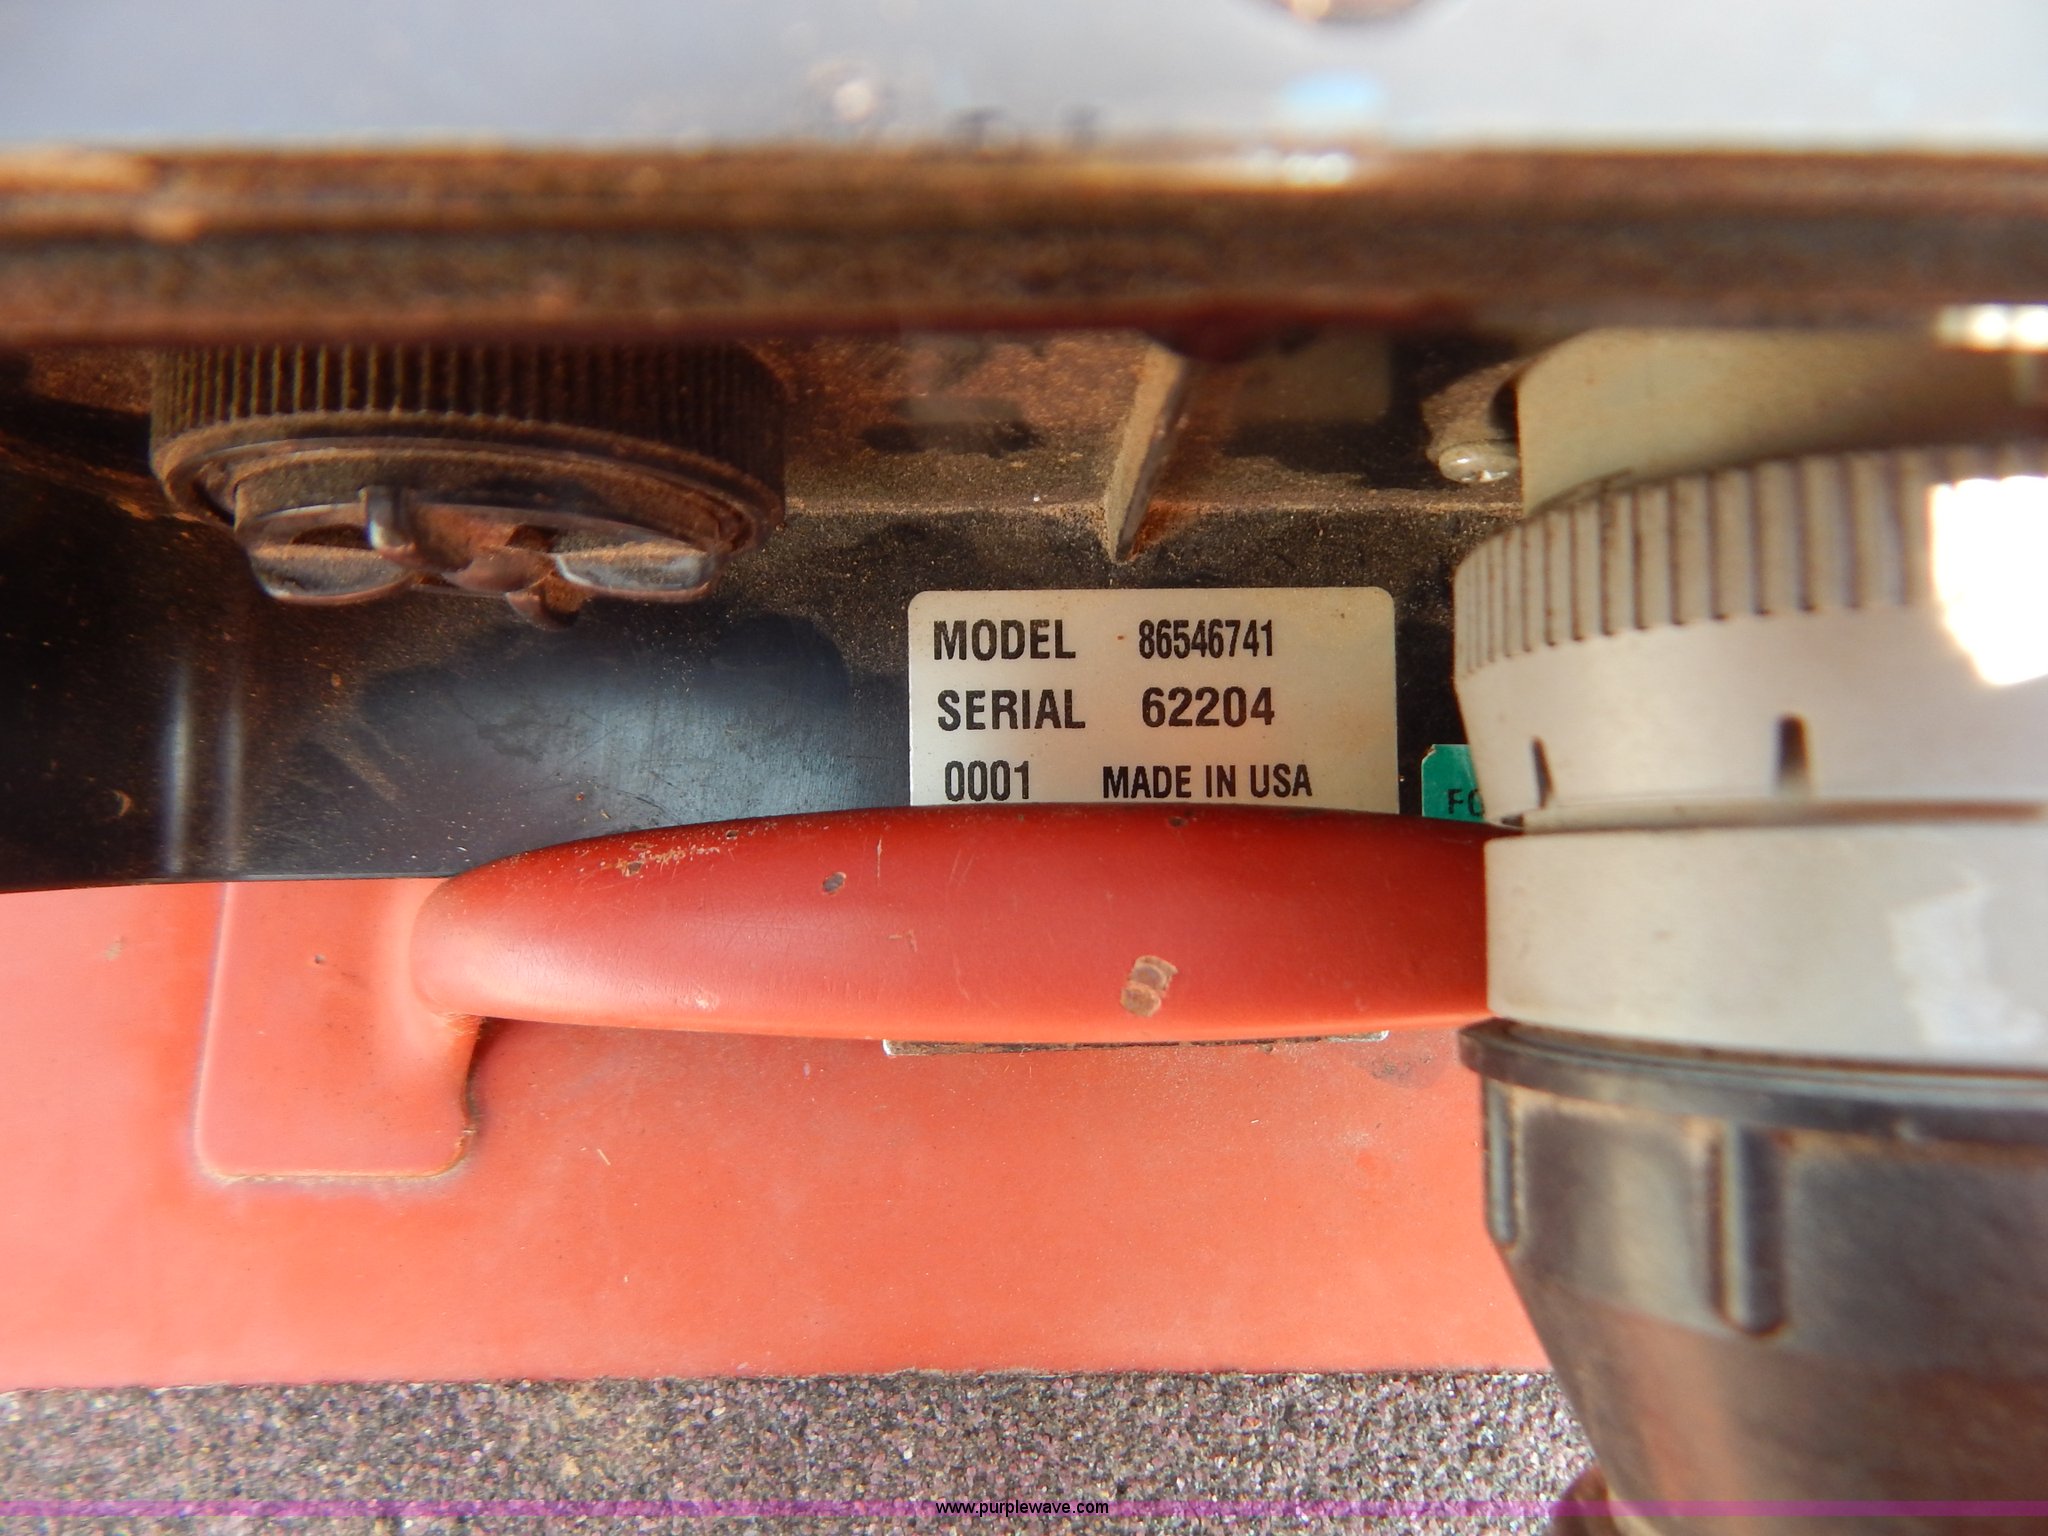 MODEL 86546741
SERIAL 62204
0001 MADE IN USA
www.purplewave.com